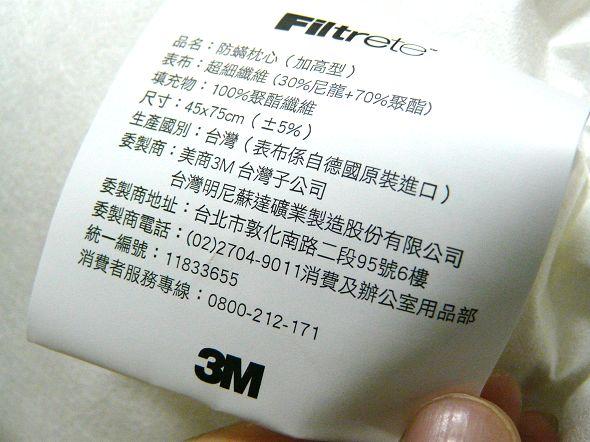 Filtrete™
品名：防蟎枕心（加高型）
表布：超細纖維（30%尼龍+70%聚酯）
填充物：100%聚酯纖維
尺寸：45x75cm（±5%）
生產國別：台灣（表布係自德國原裝進口）
委製商：美商3M 台灣子公司
台灣明尼蘇達礦業製造股份有限公司
委製商地址：台北市敦化南路二段95號6樓
委製商電話：(02)2704-9011消費及辦公室用品部
統一編號：11833655
消費者服務專線：0800-212-171
3M